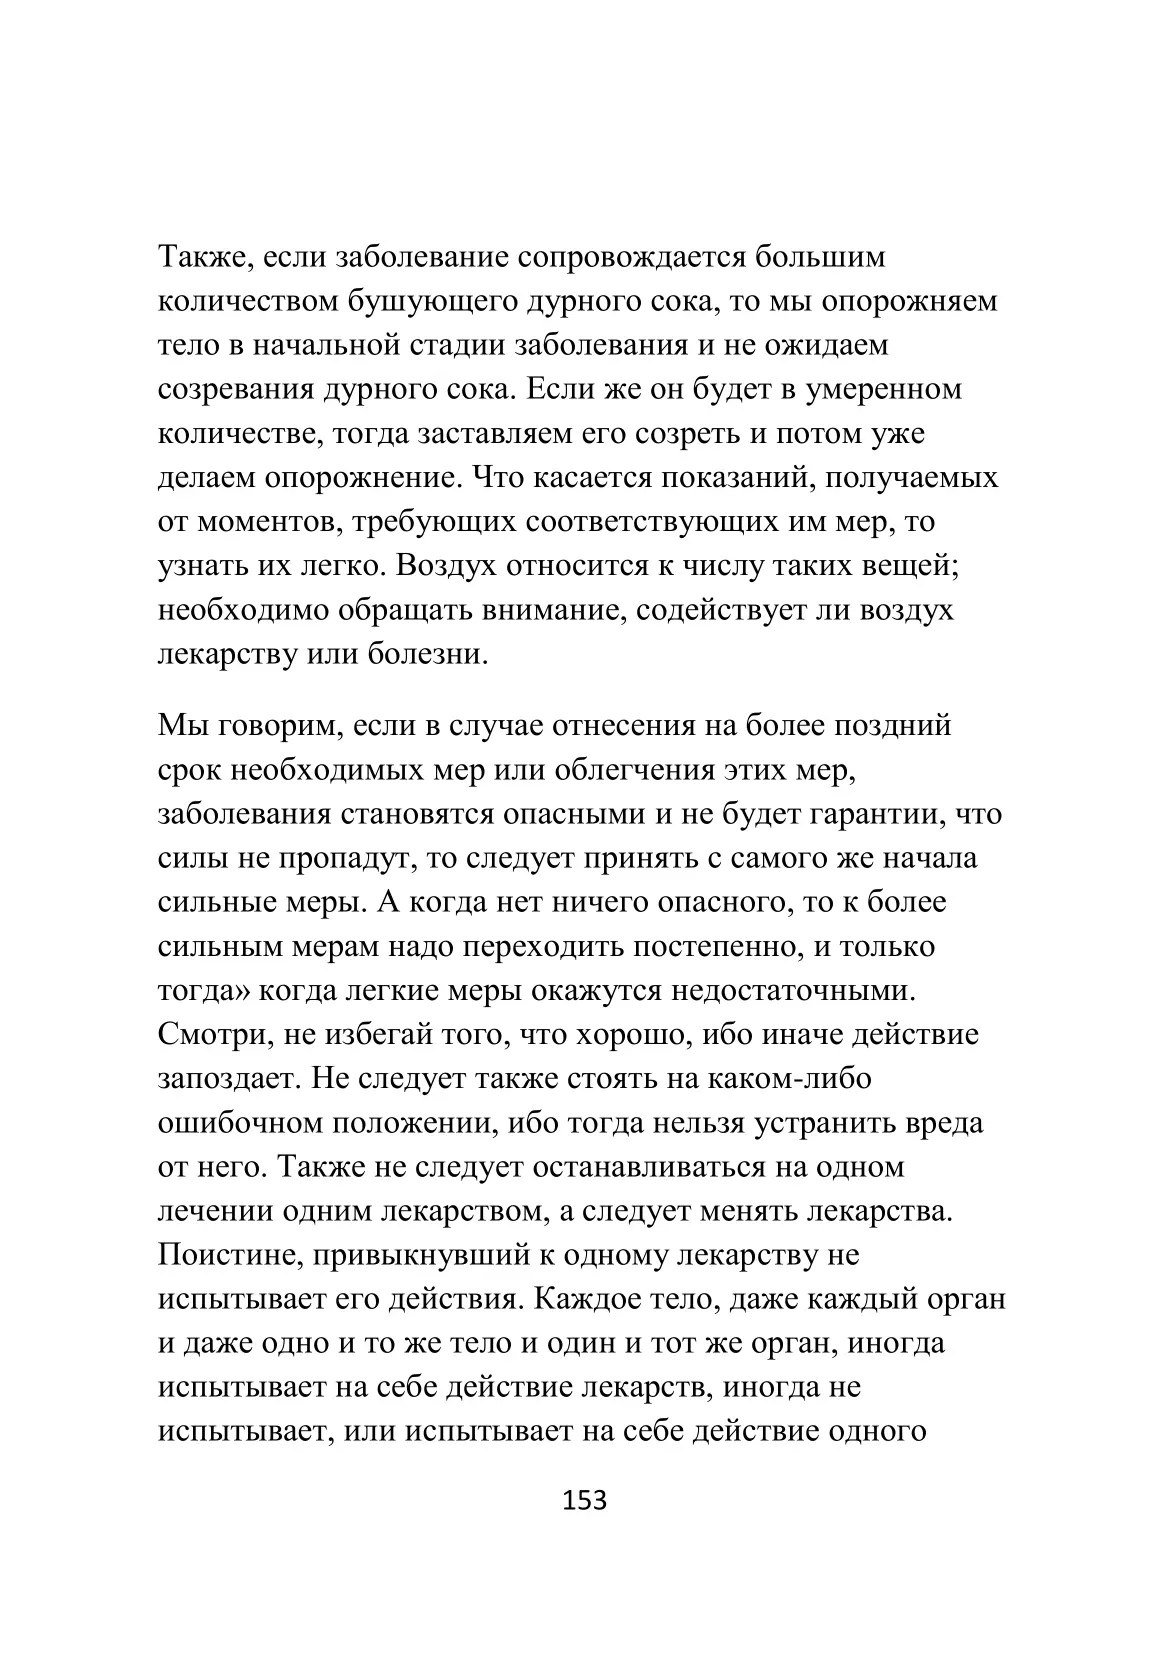 Также, если заболевание сопровождается большим
количеством бушующего дурного сока, то мы опорожняем
тело в начальной стадии заболевания и не ожидаем
созревания дурного сока. Если же он будет в умеренном
количестве, тогда заставляем его созреть и потом уже
делаем опорожнение. Что касается показаний, получаемых
от моментов, требующих соответствующих им мер, то
узнать их легко. Воздух относится к числу таких вещей;
необходимо обращать внимание, содействует ли воздух
лекарству или болезни.
Мы говорим, если в случае отнесения на более поздний
срок необходимых мер или облегчения этих мер,
заболевания становятся опасными и не будет гарантии, что
силы не пропадут, то следует принять с самого же начала
сильные меры. А когда нет ничего опасного, то к более
сильным мерам надо переходить постепенно, и только
тогда» когда легкие меры окажутся недостаточными.
Смотри, не избегай того, что хорошо, ибо иначе действие
запоздает. Не следует также стоять на каком-либо
ошибочном положении, ибо тогда нельзя устранить вреда
от него. Также не следует останавливаться на одном
лечении одним лекарством, а следует менять лекарства.
Поистине, привыкнувший к одному лекарству не
испытывает его действия. Каждое тело, даже каждый орган
и даже одно и то же тело и один и тот же орган, иногда
испытывает на себе действие лекарств, иногда не
испытывает, или испытывает на себе действие одного
153